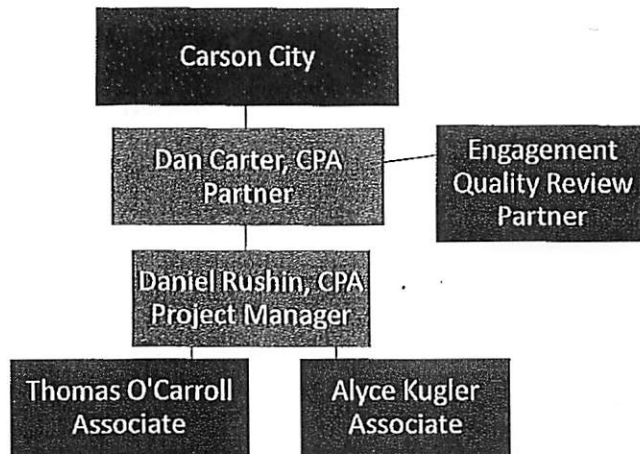 Carson City
Dan Carter, CPA
Partner
Engagement
Quality Review
Partner
Daniel Rushin, CPA
Project Manager
Thomas O'Carroll
Associate
Alyce Kugler
Associate